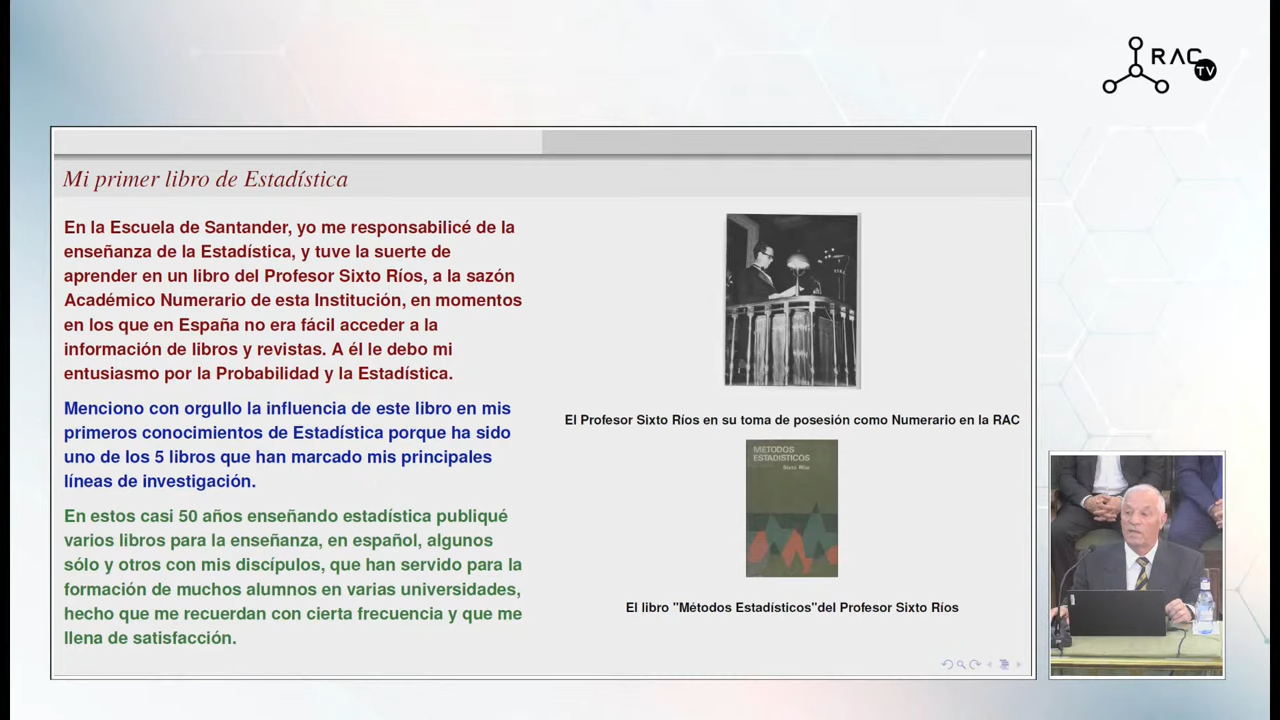 RAC
TV
Mi primer libro de Estadística
En la Escuela de Santander, yo me responsabilicé de la
enseñanza de la Estadística, y tuve la suerte de
aprender en un libro del Profesor Sixto Ríos, a la sazón
Académico Numerario de esta Institución, en momentos
en los que en España no era fácil acceder a la
información de libros y revistas. A él le debo mi
entusiasmo por la Probabilidad y la Estadística.
Menciono con orgullo la influencia de este libro en mis
primeros conocimientos de Estadística porque ha sido
uno de los 5 libros que han marcado mis principales
líneas de investigación.
En estos casi 50 años enseñando estadística publiqué
varios libros para la enseñanza, en español, algunos
sólo y otros con mis discípulos, que han servido para la
formación de muchos alumnos en varias universidades,
hecho que me recuerdan con cierta frecuencia y que me
llena de satisfacción.
El Profesor Sixto Ríos en su toma de posesión como Numerario en la RAC
METODOS
ESTADISTICOS
Sixto Ríos
El libro "Métodos Estadísticos"del Profesor Sixto Ríos